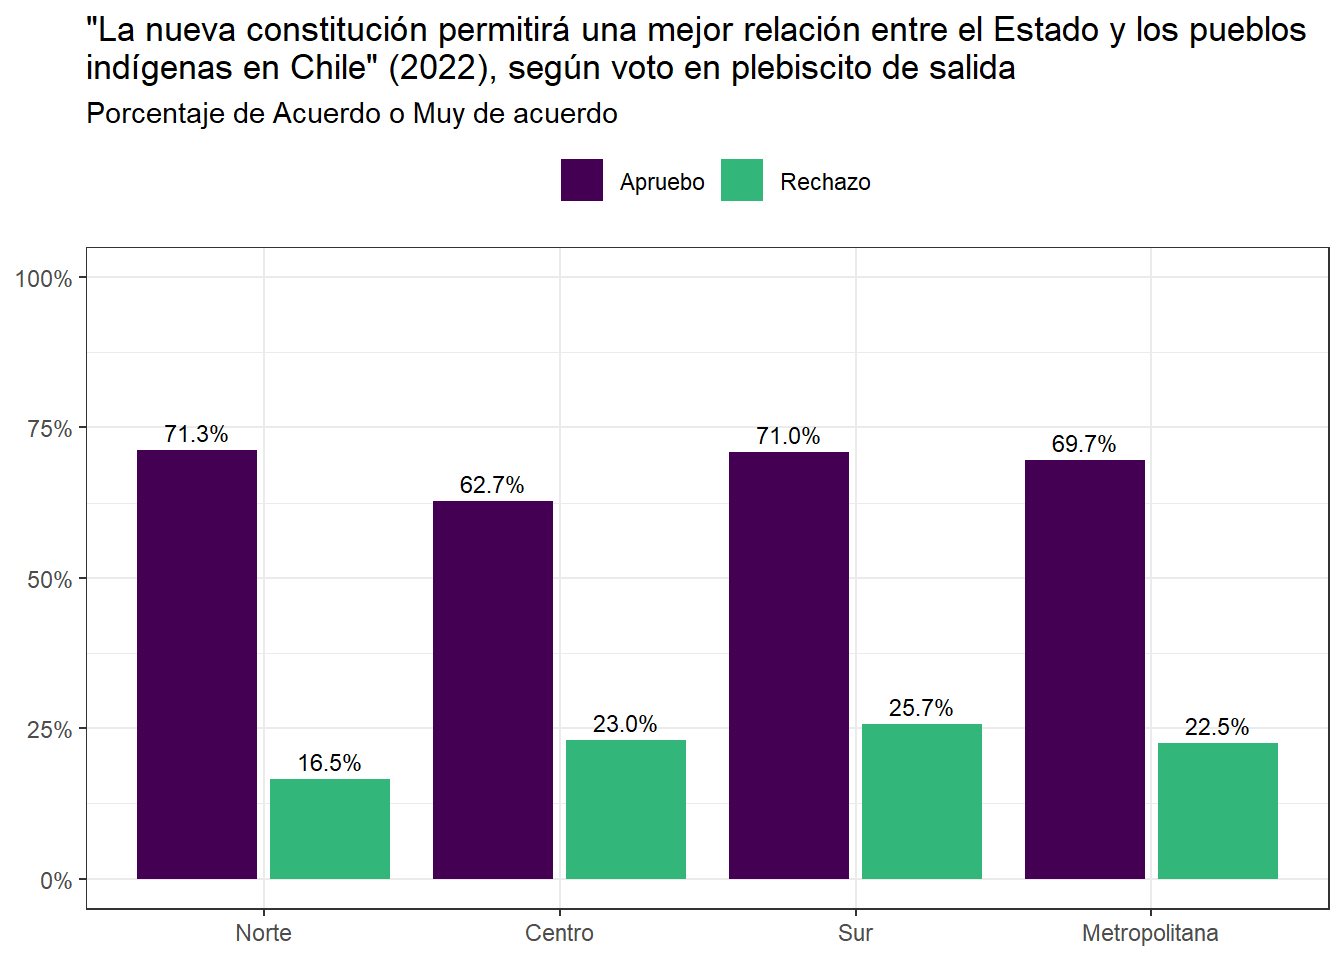 "La nueva constitución permitirá una mejor relación entre el Estado y los pueblos
indígenas en Chile" (2022), según voto en plebiscito de salida
Porcentaje de Acuerdo o Muy de acuerdo
Apruebo Rechazo
100%
75%
50%
25%
0%
71.3%
16.5%
62.7%
23.0%
71.0%
25.7%
69.7%
22.5%
Norte Centro Sur Metropolitana